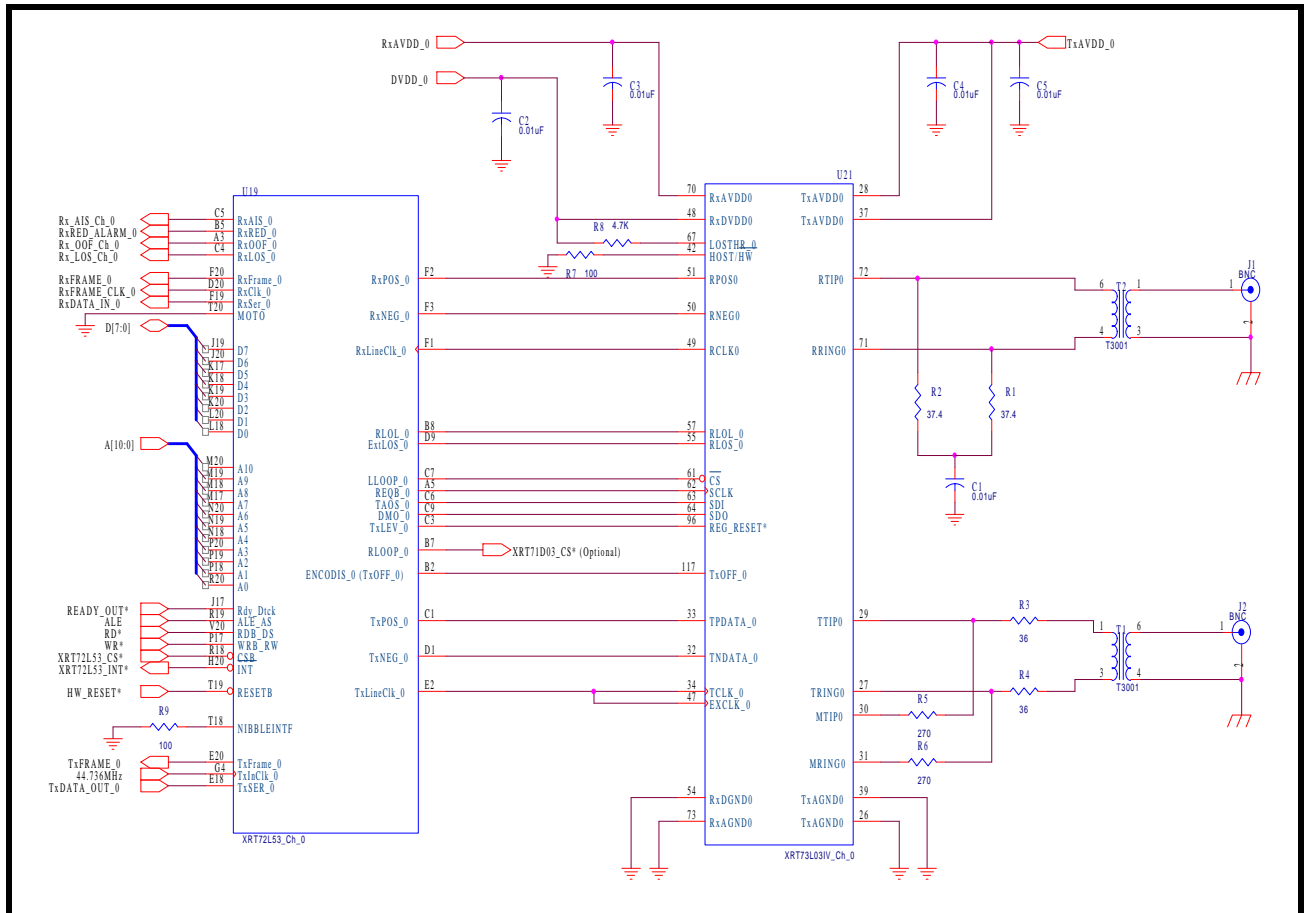 RxAVDD_0
TxAVDD_0
DVDD_0
C3
0.01uF
C4
0.01uF
C5
0.01uF
C2
0.01uF
U19
U21
Rx_AIS_Ch_0 C5 RxAIS_0
RxRED_ALARM_0 B5 RxRED_0
Rx_OOF_Ch_0 A3 RxOOF_0
Rx_LOS_Ch_0 C4 RxLOS_0
RxFRAME_0 F20 RxFrame_0
RxFRAME_CLK_0 D20 RxClk_0
RxDATA_IN_0 F19 RxSer_0
T20 MOTO
D[7:0]
J19 D7
J20 D6
K17 D5
K18 D4
K19 D3
K20 D2
L20 D1
L18 D0
A[10:0]
M20 A10
M19 A9
M18 A8
M17 A7
N20 A6
N19 A5
N18 A4
P20 A3
P19 A2
P18 A1
R20 A0
READY_OUT* J17 Rdy_Dtck
ALE R19 ALE_AS
RD* V20 RDB_DS
WR* P17 WRB_RW
XRT72L53_CS* R18 CSB
XRT72L53_INT* H20 INT
HW_RESET* T19 RESETB
R9
100
T18 NIBBLEINTF
TxFRAME_0 E20 TxFrame_0
44.736MHz G4 TxInClk_0
TxDATA_OUT_0 E18 TxSER_0
XRT72L53_Ch_0
RxPOS_0 F2
RxNEG_0 F3
RxLineClk_0 F1
RLOL_0 B8
ExtLOS_0 D9
LLOOP_0 C7
REQB_0 A5
TAOS_0 C6
DMO_0 C9
TxLEV_0 C3
RLOOP_0 B7 XRT71D03_CS* (Optional)
ENCODIS_0 (TxOFF_0) B2
TxPOS_0 C1
TxNEG_0 D1
TxLineClk_0 E2
R8 4.7K
R7 100
70 RxAVDD0
48 RxDVDD0
67 LOSTHR_0
42 HOST/HW
51 RPOS0
50 RNEG0
49 RCLK0
57 RLOL_0
55 RLOS_0
61 CS
62 SCLK
63 SDI
64 SDO
96 REG_RESET*
117 TxOFF_0
33 TPDATA_0
32 TNDATA_0
34 TCLK_0
47 EXCLK_0
54 RxDGND0
73 RxAGND0
XRT73L03IV_Ch_0
TxAVDD0 28
TxAVDD0 37
RTIP0 72
RRING0 71
TTIP0 29
TRING0 27
MTIP0 30
MRING0 31
TxAGND0 39
TxAGND0 26
R2
37.4
R1
37.4
C1
0.01uF
6 T2 1
4 3
T3001
J1
BNC
1
2
R3
36
R4
36
R5
270
R6
270
1 T1 6
3 4
T3001
J2
BNC
1
2